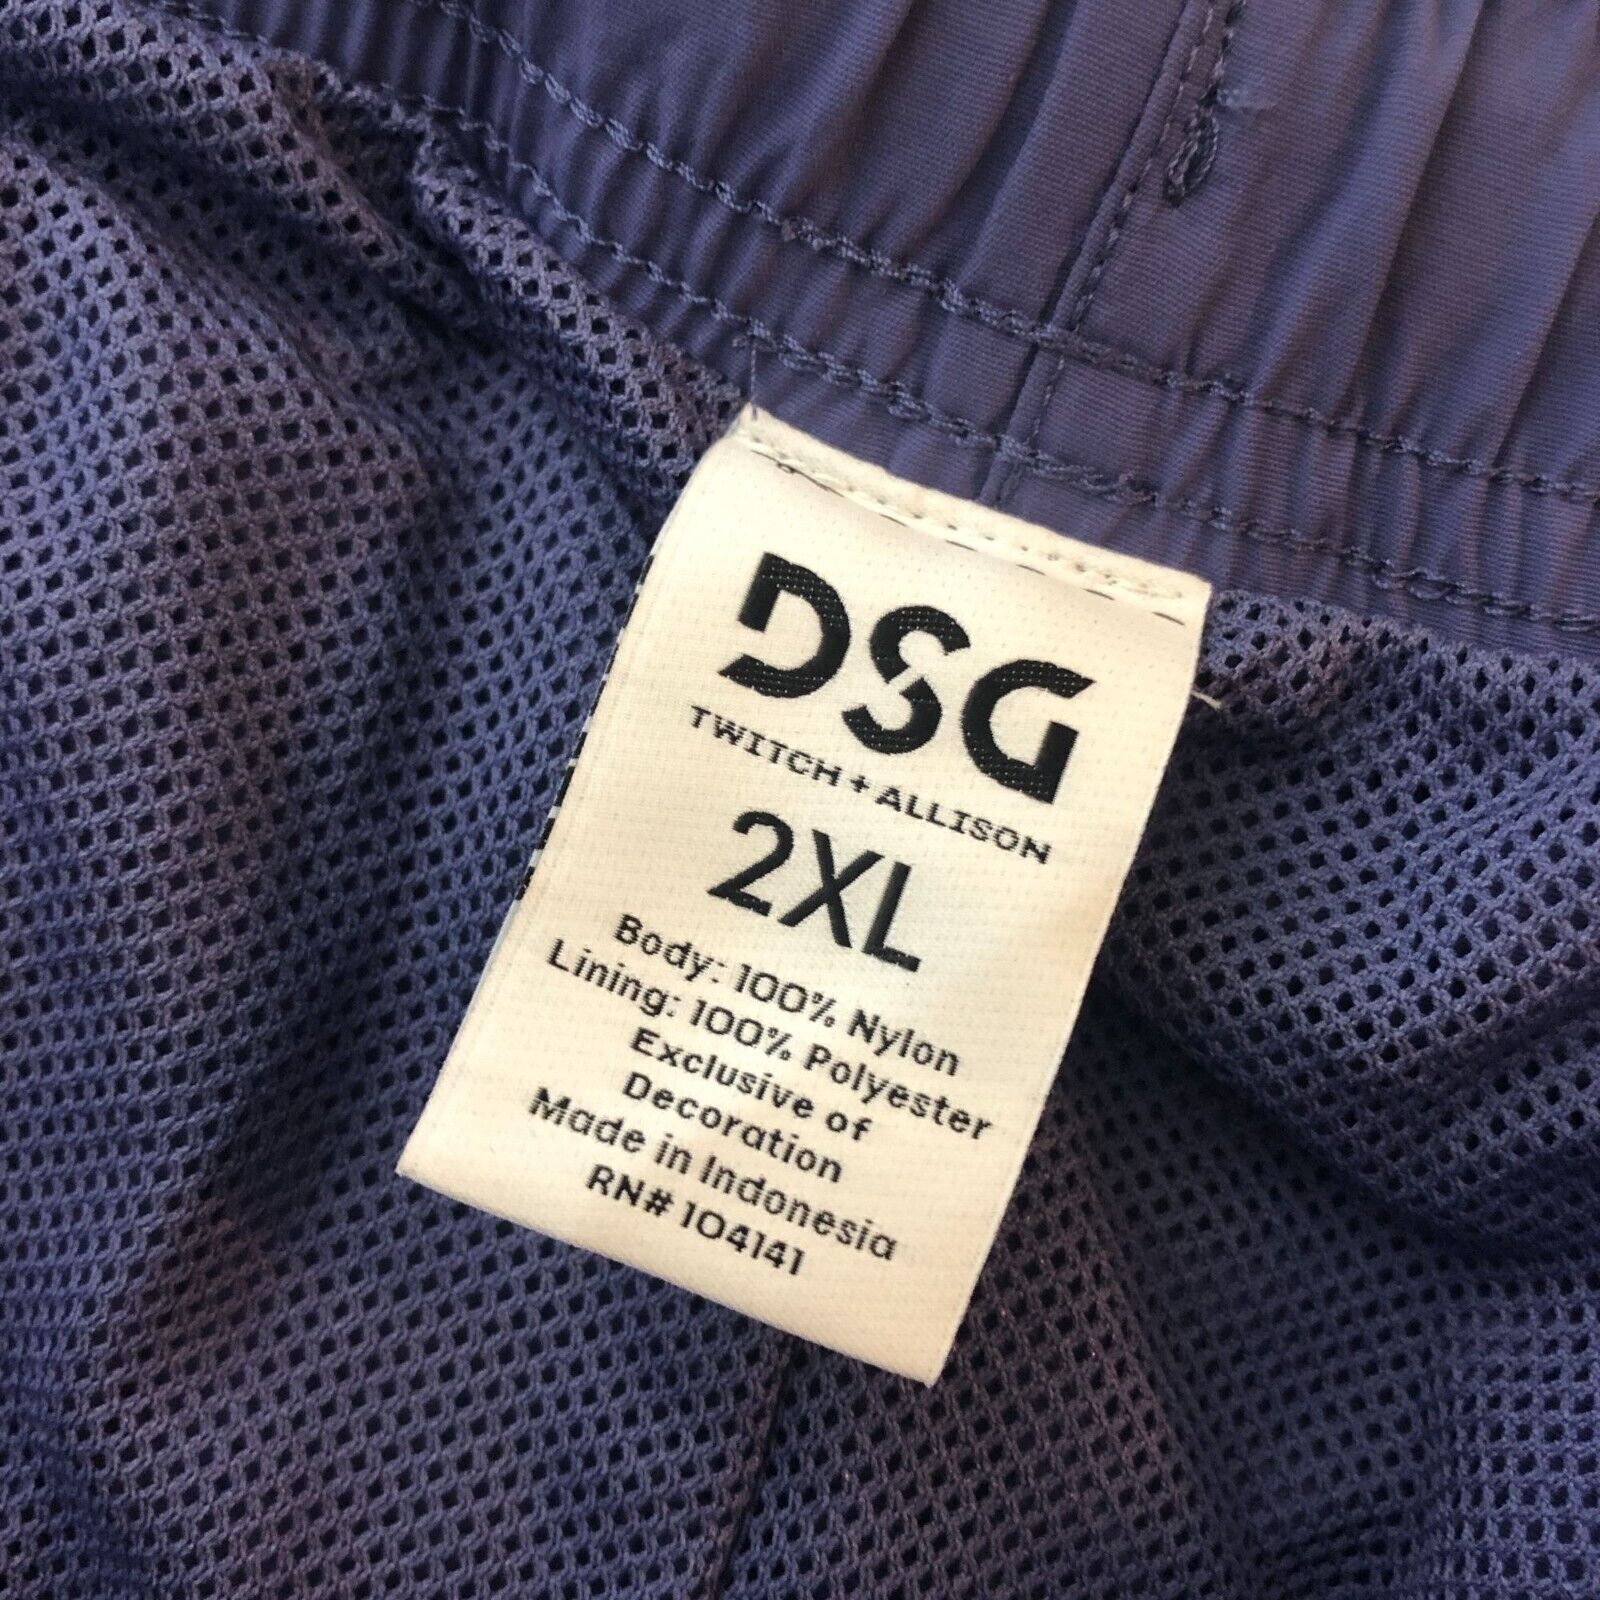 DSG
TWITCH + ALLISON
2XL
Body: 100% Nylon
Lining: 100% Polyester
Exclusive of
Decoration
Made in Indonesia
RN# 104141